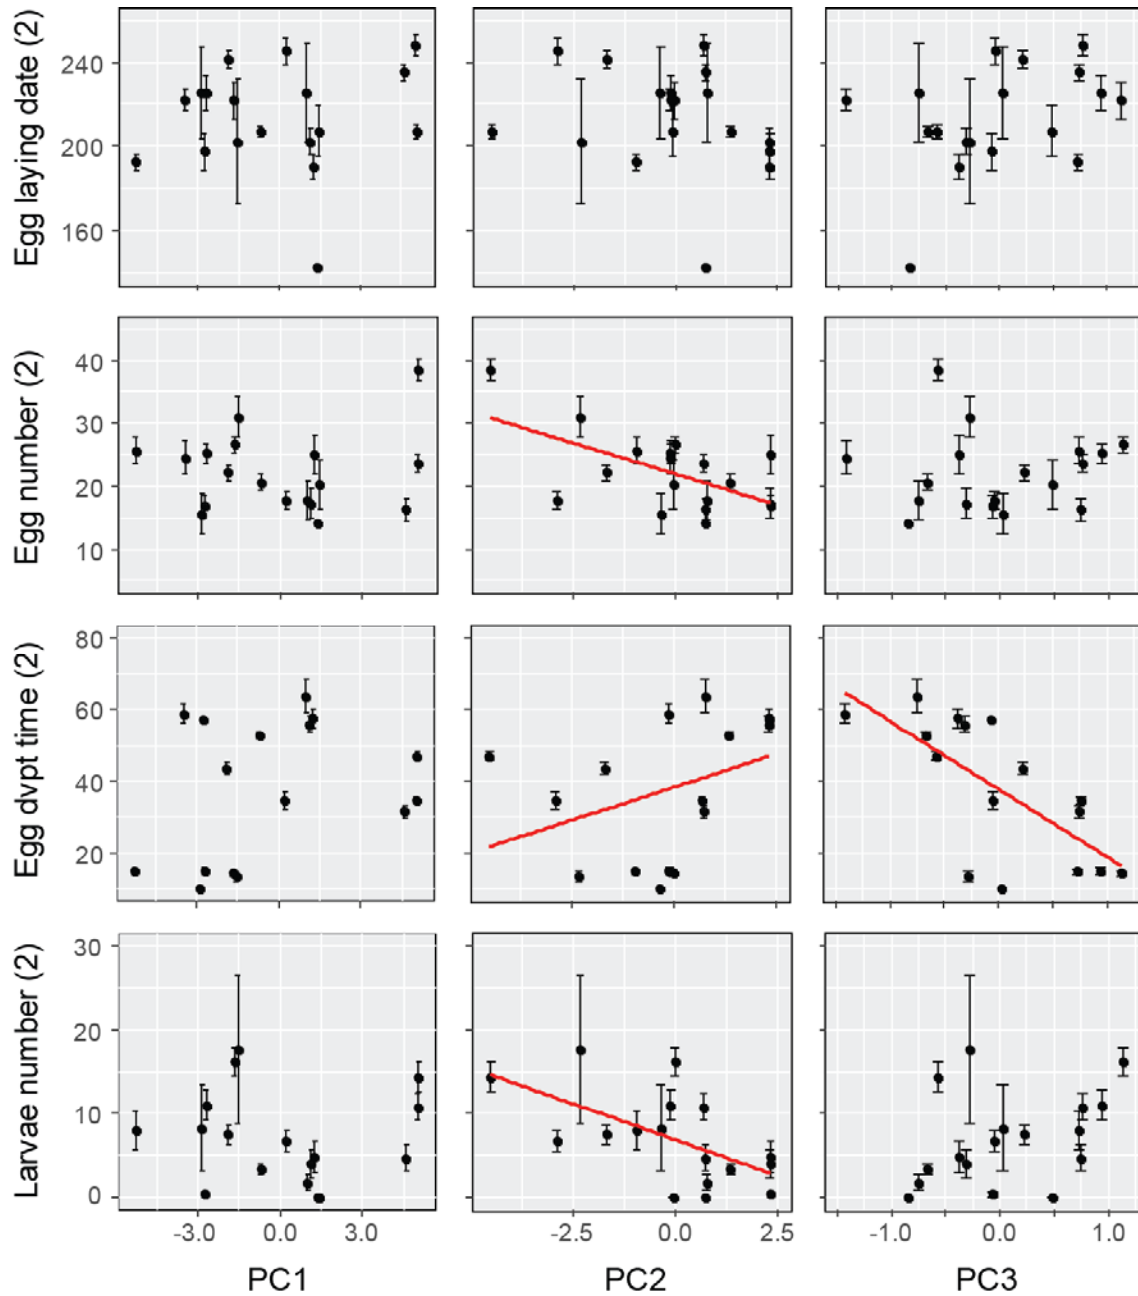 Egg laying date (2)
240
200
160
Egg number (2)
40
30
20
10
Egg dvpt time (2)
80
60
40
20
Larvae number (2)
30
20
10
0
-3.0 0.0 3.0
-2.5 0.0 2.5
-1.0 0.0 1.0
PC1
PC2
PC3